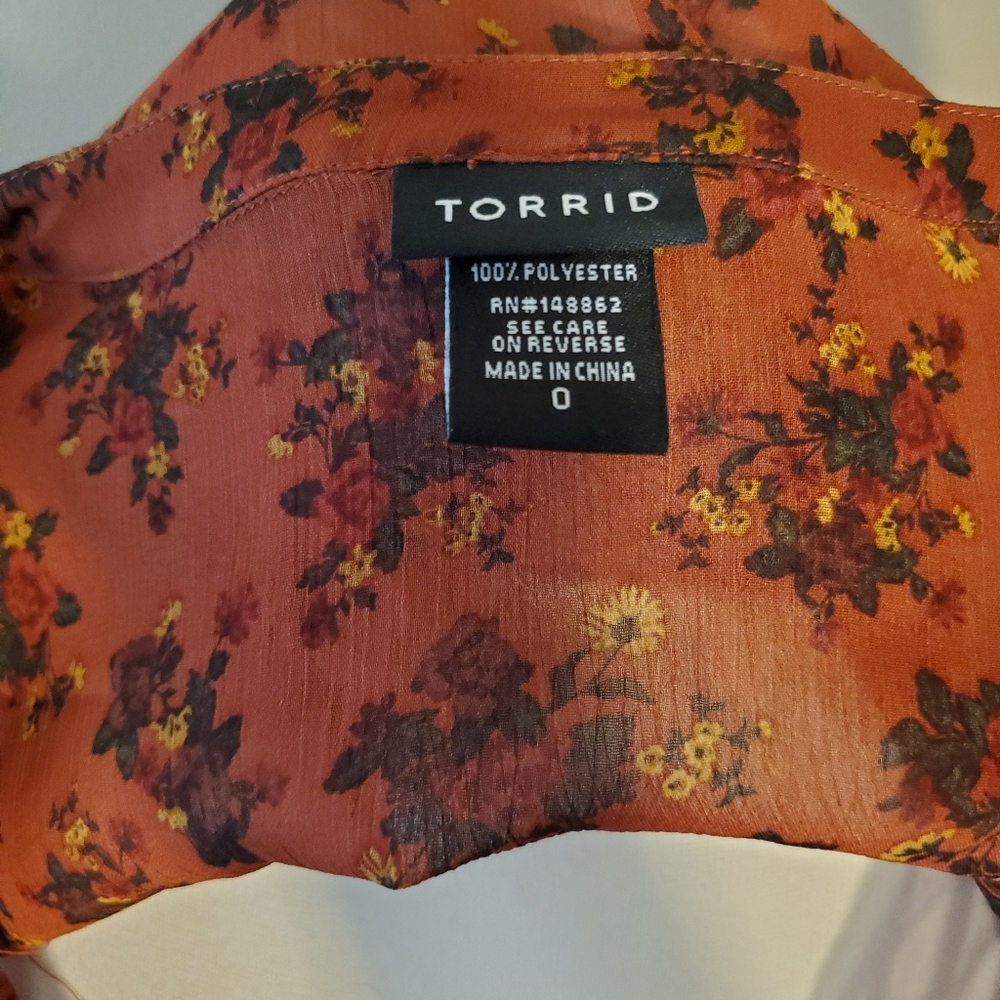 TORRID
100% POLYESTER
RN#148862
SEE CARE
ON REVERSE
MADE IN CHINA
0